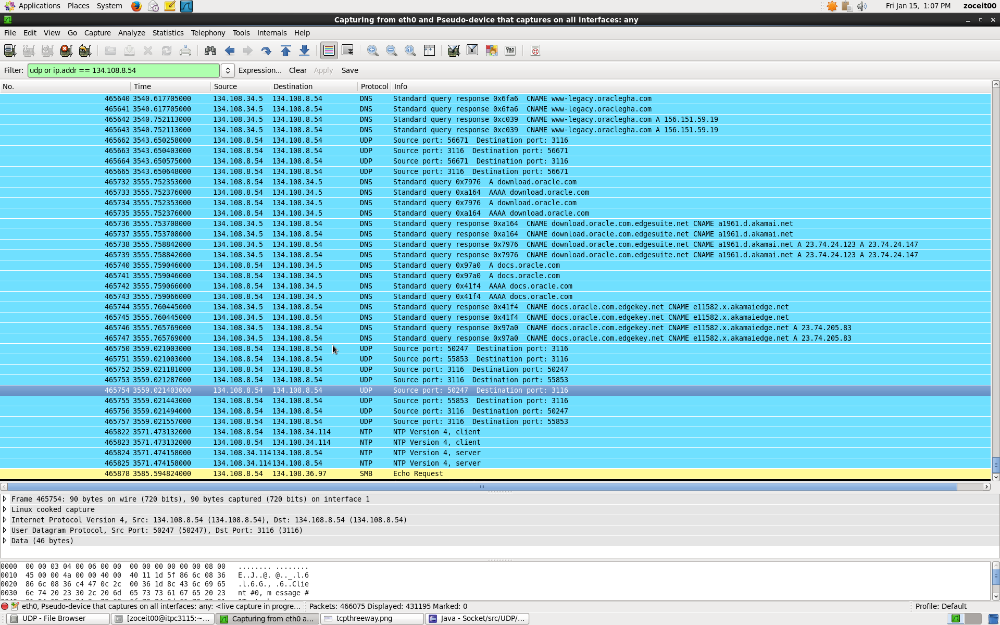 Applications Places System Fri Jan 15, 1:07 PM zoceit00
Capturing from eth0 and Pseudo-device that captures on all interfaces: any
File Edit View Go Capture Analyze Statistics Telephony Tools Internals Help
Filter: udp or ip.addr == 134.108.8.54 Expression... Clear Apply Save
No. Time Source Destination Protocol Info
465640 3540.617705000 134.108.34.5 134.108.8.54 DNS Standard query response 0x6fa6 CNAME www-legacy.oraclegha.com
465641 3540.617705000 134.108.34.5 134.108.8.54 DNS Standard query response 0x6fa6 CNAME www-legacy.oraclegha.com
465642 3540.752113000 134.108.34.5 134.108.8.54 DNS Standard query response 0xc039 CNAME www-legacy.oraclegha.com A 156.151.59.19
465643 3540.752113000 134.108.34.5 134.108.8.54 DNS Standard query response 0xc039 CNAME www-legacy.oraclegha.com A 156.151.59.19
465662 3543.650258000 134.108.8.54 134.108.8.54 UDP Source port: 56671 Destination port: 3116
465663 3543.650403000 134.108.8.54 134.108.8.54 UDP Source port: 3116 Destination port: 56671
465664 3543.650575000 134.108.8.54 134.108.8.54 UDP Source port: 56671 Destination port: 3116
465665 3543.650648000 134.108.8.54 134.108.8.54 UDP Source port: 3116 Destination port: 56671
465732 3555.752353000 134.108.8.54 134.108.34.5 DNS Standard query 0x7976 A download.oracle.com
465733 3555.752376000 134.108.8.54 134.108.34.5 DNS Standard query 0xa164 AAAA download.oracle.com
465734 3555.752353000 134.108.8.54 134.108.34.5 DNS Standard query 0x7976 A download.oracle.com
465735 3555.752376000 134.108.8.54 134.108.34.5 DNS Standard query 0xa164 AAAA download.oracle.com
465736 3555.753708000 134.108.34.5 134.108.8.54 DNS Standard query response 0xa164 CNAME download.oracle.com.edgesuite.net CNAME a1961.d.akamai.net
465737 3555.753708000 134.108.34.5 134.108.8.54 DNS Standard query response 0xa164 CNAME download.oracle.com.edgesuite.net CNAME a1961.d.akamai.net
465738 3555.758842000 134.108.34.5 134.108.8.54 DNS Standard query response 0x7976 CNAME download.oracle.com.edgesuite.net CNAME a1961.d.akamai.net A 23.74.24.123 A 23.74.24.147
465739 3555.758842000 134.108.34.5 134.108.8.54 DNS Standard query response 0x7976 CNAME download.oracle.com.edgesuite.net CNAME a1961.d.akamai.net A 23.74.24.123 A 23.74.24.147
465740 3555.759046000 134.108.8.54 134.108.34.5 DNS Standard query 0x97a0 A docs.oracle.com
465741 3555.759046000 134.108.8.54 134.108.34.5 DNS Standard query 0x97a0 A docs.oracle.com
465742 3555.759066000 134.108.8.54 134.108.34.5 DNS Standard query 0x41f4 AAAA docs.oracle.com
465743 3555.759066000 134.108.8.54 134.108.34.5 DNS Standard query 0x41f4 AAAA docs.oracle.com
465744 3555.760445000 134.108.34.5 134.108.8.54 DNS Standard query response 0x41f4 CNAME docs.oracle.com.edgekey.net CNAME e11582.x.akamaiedge.net
465745 3555.760445000 134.108.34.5 134.108.8.54 DNS Standard query response 0x41f4 CNAME docs.oracle.com.edgekey.net CNAME e11582.x.akamaiedge.net
465746 3555.765769000 134.108.34.5 134.108.8.54 DNS Standard query response 0x97a0 CNAME docs.oracle.com.edgekey.net CNAME e11582.x.akamaiedge.net A 23.74.205.83
465747 3555.765769000 134.108.34.5 134.108.8.54 DNS Standard query response 0x97a0 CNAME docs.oracle.com.edgekey.net CNAME e11582.x.akamaiedge.net A 23.74.205.83
465750 3559.021003000 134.108.8.54 134.108.8.54 UDP Source port: 50247 Destination port: 3116
465751 3559.021003000 134.108.8.54 134.108.8.54 UDP Source port: 55853 Destination port: 3116
465752 3559.021181000 134.108.8.54 134.108.8.54 UDP Source port: 3116 Destination port: 50247
465753 3559.021287000 134.108.8.54 134.108.8.54 UDP Source port: 3116 Destination port: 55853
465754 3559.021403000 134.108.8.54 134.108.8.54 UDP Source port: 50247 Destination port: 3116
465755 3559.021443000 134.108.8.54 134.108.8.54 UDP Source port: 55853 Destination port: 3116
465756 3559.021494000 134.108.8.54 134.108.8.54 UDP Source port: 3116 Destination port: 50247
465757 3559.021557000 134.108.8.54 134.108.8.54 UDP Source port: 3116 Destination port: 55853
465822 3571.473132000 134.108.8.54 134.108.34.114 NTP NTP Version 4, client
465823 3571.473132000 134.108.8.54 134.108.34.114 NTP NTP Version 4, client
465824 3571.474158000 134.108.34.114 134.108.8.54 NTP NTP Version 4, server
465825 3571.474158000 134.108.34.114 134.108.8.54 NTP NTP Version 4, server
465878 3585.594824000 134.108.8.54 134.108.36.97 SMB Echo Request
Frame 465754: 90 bytes on wire (720 bits), 90 bytes captured (720 bits) on interface 1
Linux cooked capture
Internet Protocol Version 4, Src: 134.108.8.54 (134.108.8.54), Dst: 134.108.8.54 (134.108.8.54)
User Datagram Protocol, Src Port: 50247 (50247), Dst Port: 3116 (3116)
Data (46 bytes)
0000 00 00 03 04 00 06 00 00 00 00 00 00 00 00 08 00 ........ ........
0010 45 00 00 4a 00 00 40 00 40 11 1d 5f 86 6c 08 36 E..J..@. @.._.l.6
0020 86 6c 08 36 c4 47 0c 2c 00 36 1d 8c 43 6c 69 65 .l.6.G., .6..Clie
0030 6e 74 20 23 30 2c 20 6d 65 73 73 61 67 65 20 23 nt #0, m essage #
eth0, Pseudo-device that captures on all interfaces: any: <live capture in progre... Packets: 466075 Displayed: 431195 Marked: 0 Profile: Default
UDP - File Browser [zoceit00@itpc3115:~... Capturing from eth0 a... tcpthreeway.png Java - Socket/src/UDP/...